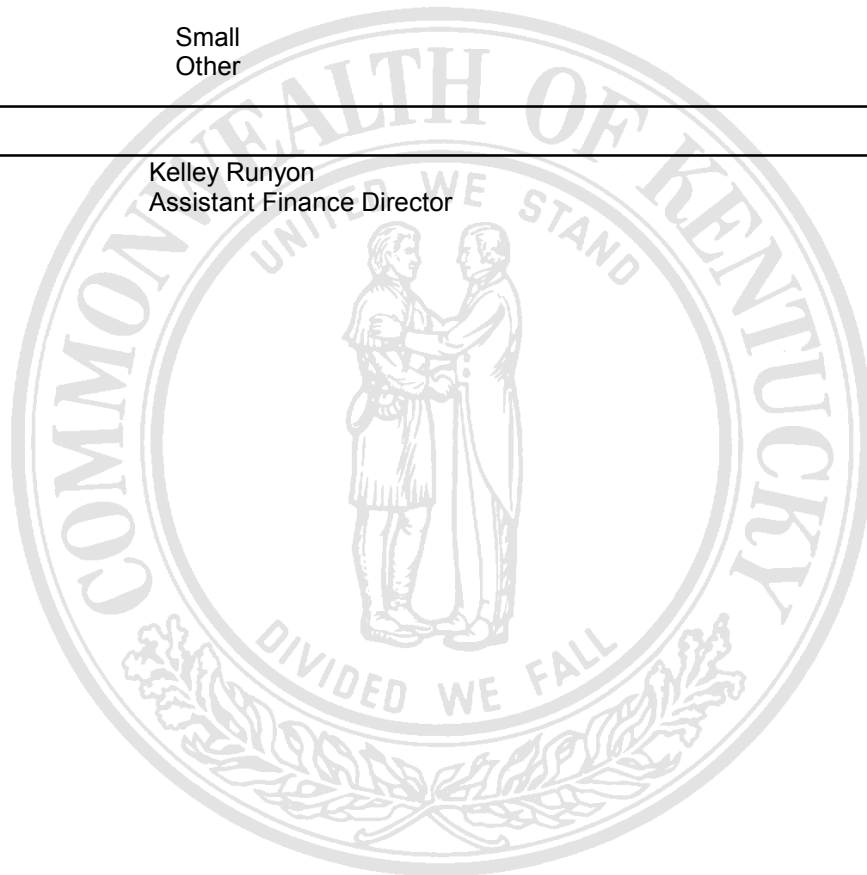 Small
Other
Kelley Runyon
Assistant Finance Director
COMMONWEALTH OF KENTUCKY
UNITED WE STAND
DIVIDED WE FALL